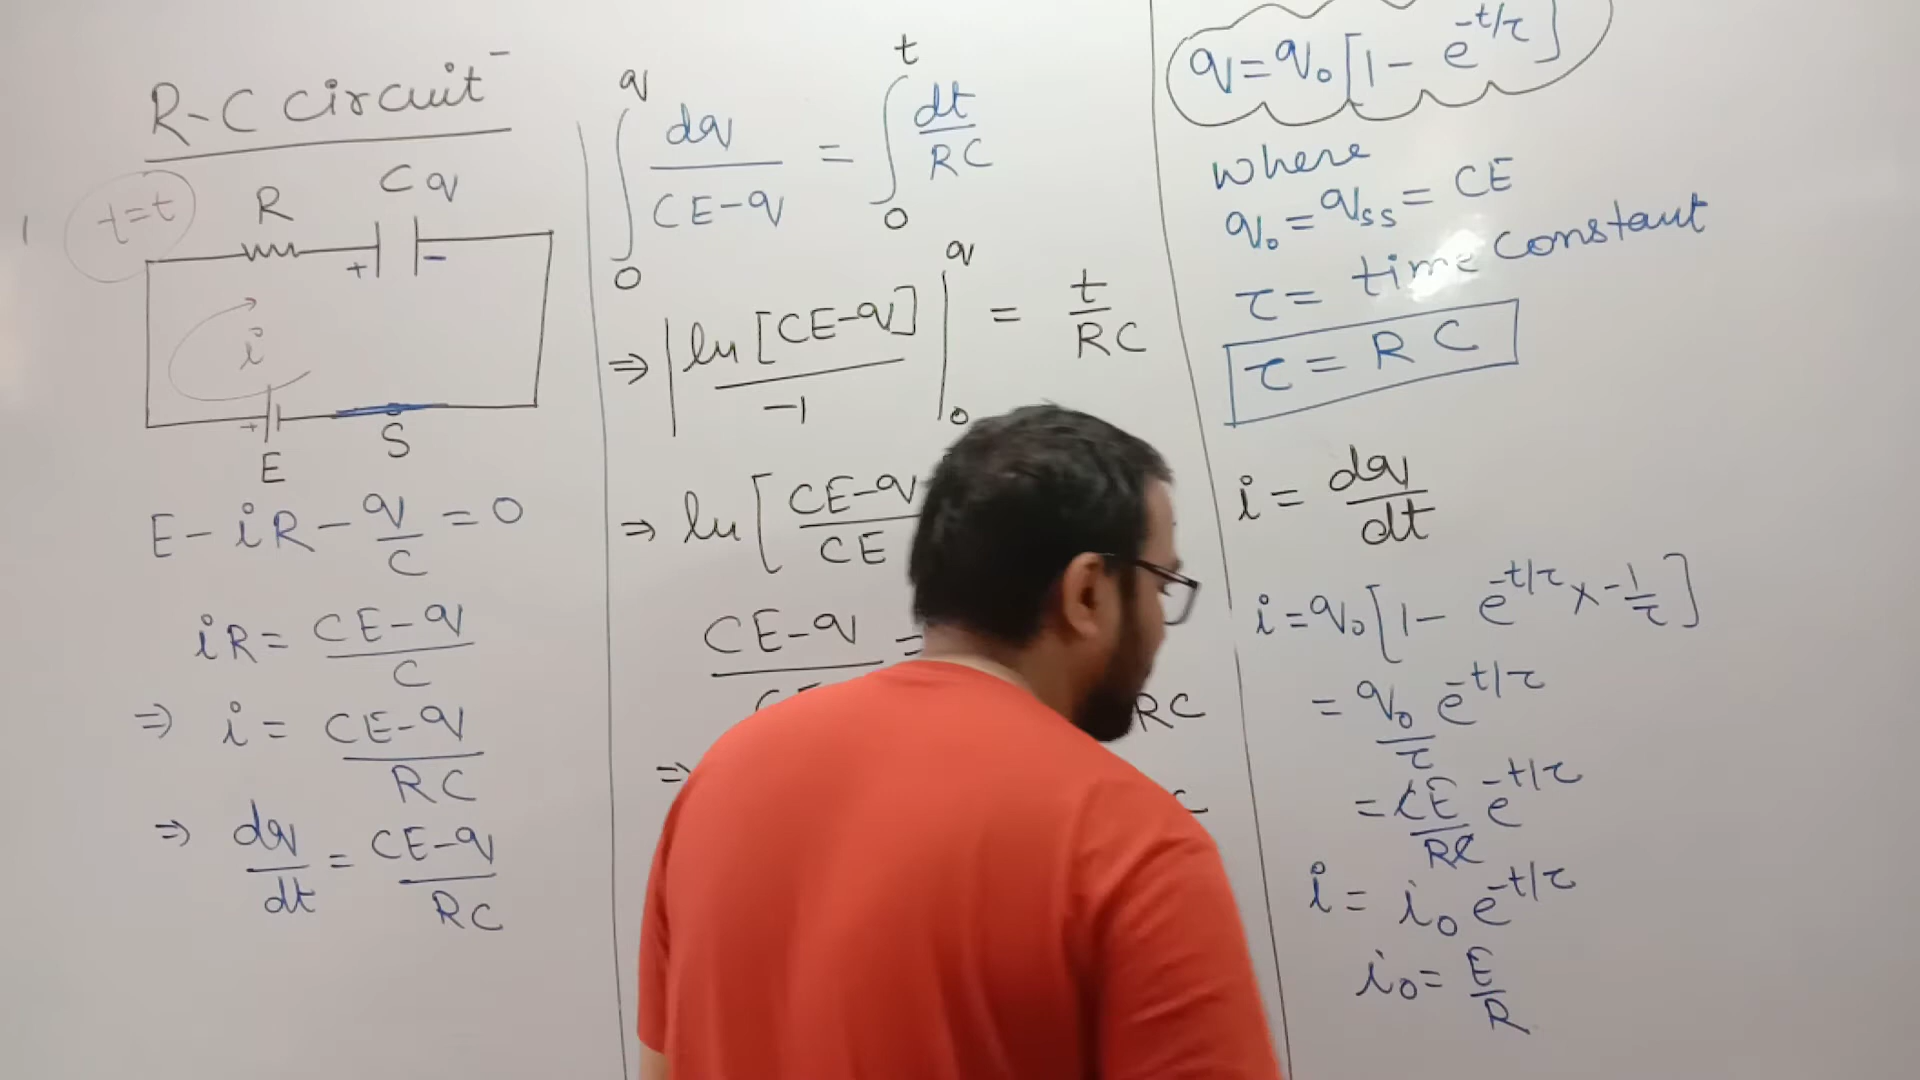 R-C circuit -
t=t
R
C q
+ -
i
+
E
S
E - iR - q/C = 0
iR = CE-q/C
⇒ i = CE-q/RC
⇒ dq/dt = CE-q/RC
∫₀^q dq/CE-q = ∫₀^t dt/RC
⇒ | ln[CE-q]/-1 |₀^q = t/RC
⇒ ln[CE-q/CE
CE-q =
RC
⇒
C
q = q₀[1 - e^-t/τ]
where
q₀ = qss = CE
τ = time constant
τ = RC
i = dq/dt
i = q₀[1 - e^-t/τ × -1/τ]
= q₀/τ e^-t/τ
= CE/RC e^-t/τ
i = i₀ e^-t/τ
i₀ = E/R